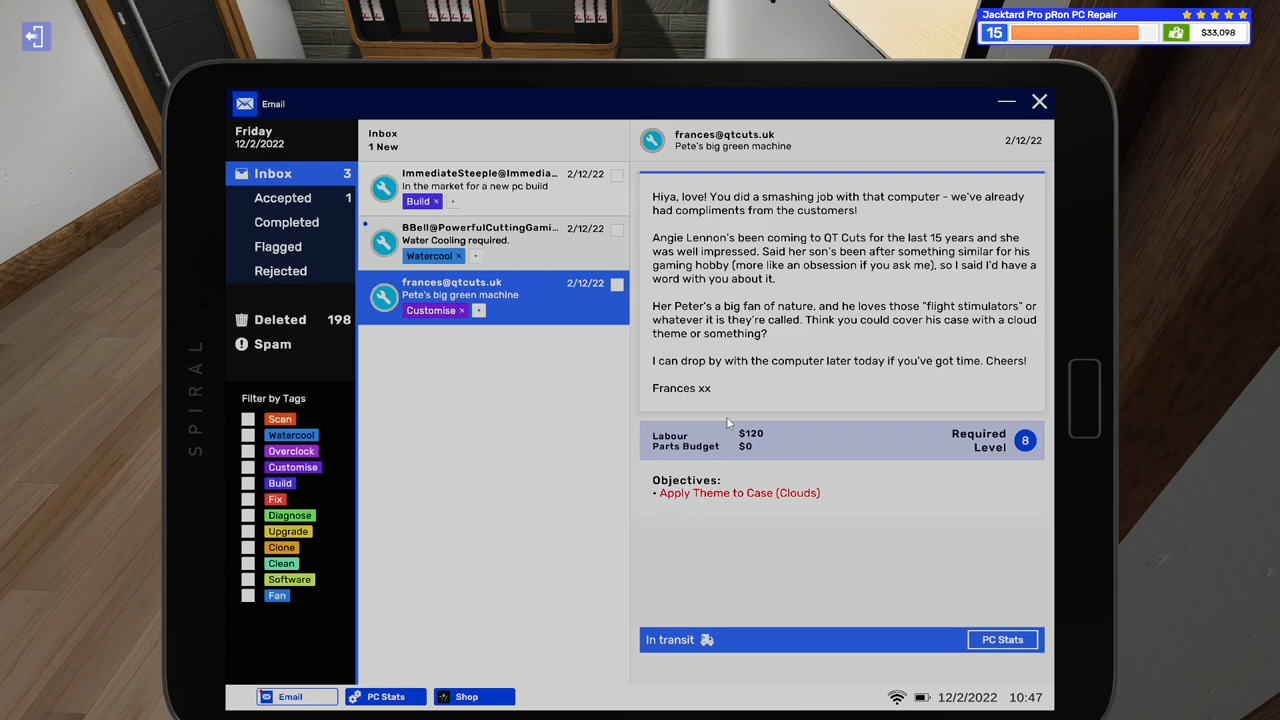 Jacktard Pro pRon PC Repair
15
$33,098
Email
Friday
12/2/2022
Inbox 3
Accepted 1
Completed
Flagged
Rejected
Deleted 198
Spam
Filter by Tags
Scan
Watercool
Overclock
Customise
Build
Fix
Diagnose
Upgrade
Clone
Clean
Software
Fan
SPIRAL
Inbox
1 New
ImmediateSteeple@Immedia... 2/12/22
In the market for a new pc build
Build × +
BBell@PowerfulCuttingGami... 2/12/22
Water Cooling required.
Watercool × +
frances@qtcuts.uk 2/12/22
Pete's big green machine
Customise × +
frances@qtcuts.uk 2/12/22
Pete's big green machine
Hiya, love! You did a smashing job with that computer - we've already
had compliments from the customers!
Angie Lennon's been coming to QT Cuts for the last 15 years and she
was well impressed. Said her son's been after something similar for his
gaming hobby (more like an obsession if you ask me), so I said I'd have a
word with you about it.
Her Peter's a big fan of nature, and he loves those "flight stimulators" or
whatever it is they're called. Think you could cover his case with a cloud
theme or something?
I can drop by with the computer later today if you've got time. Cheers!
Frances xx
Labour $120
Parts Budget $0
Required
Level 8
Objectives:
• Apply Theme to Case (Clouds)
In transit
PC Stats
Email
PC Stats
Shop
12/2/2022 10:47